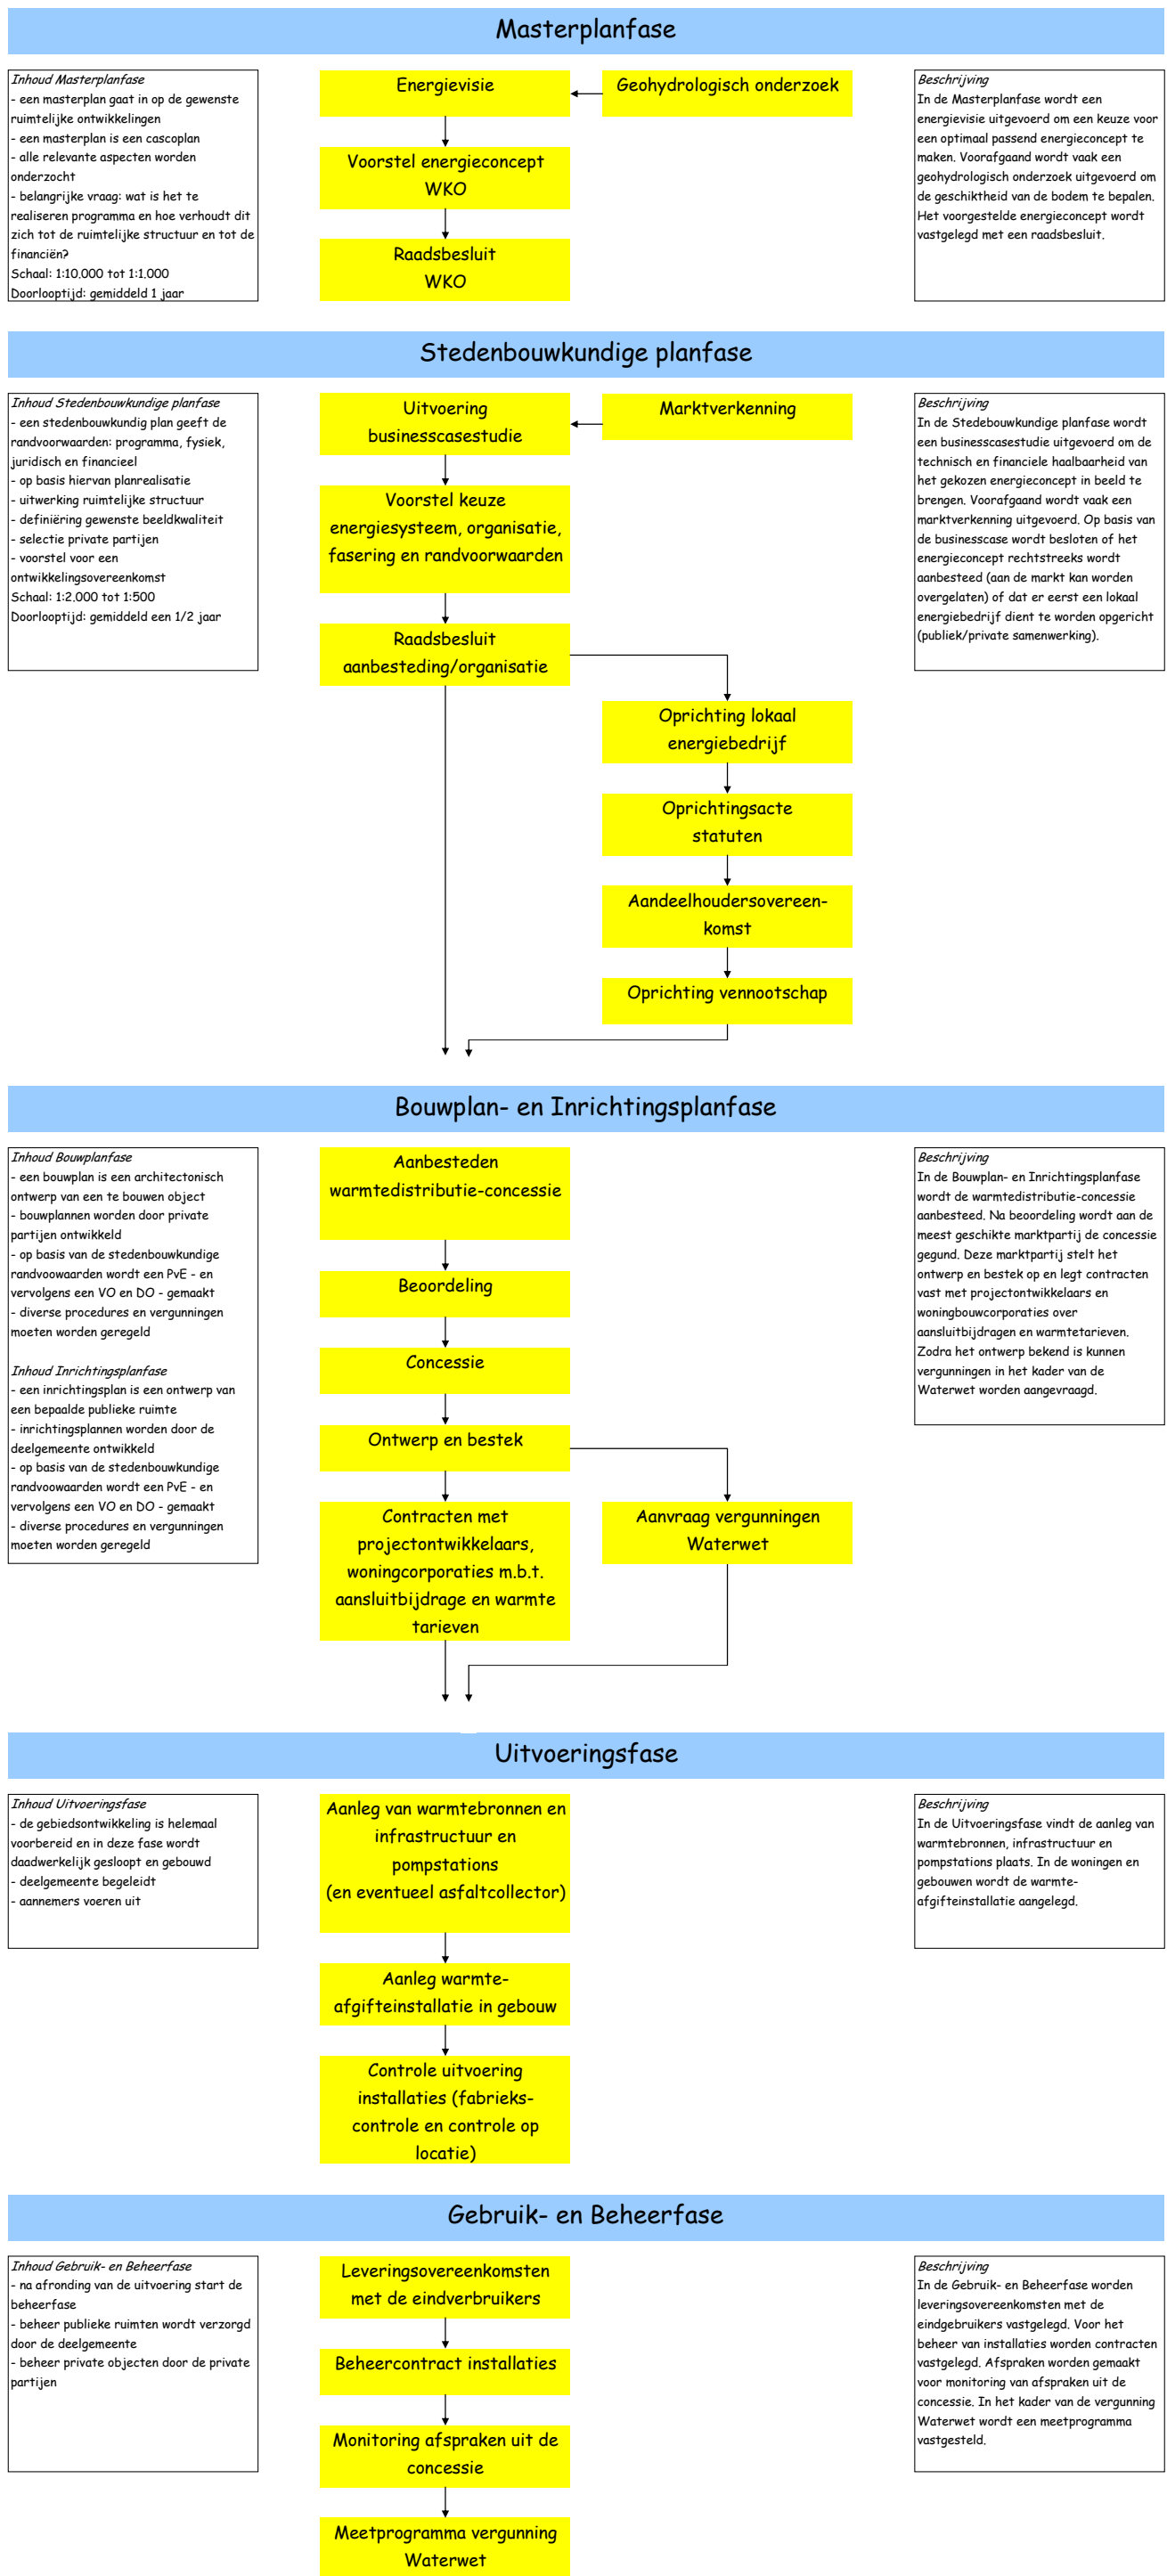 Masterplanfase
Inhoud Masterplanfase
- een masterplan gaat in op de gewenste
ruimtelijke ontwikkelingen
- een masterplan is een cascoplan
- alle relevante aspecten worden
onderzocht
- belangrijke vraag: wat is het te
realiseren programma en hoe verhoudt dit
zich tot de ruimtelijke structuur en tot de
financiën?
Schaal: 1:10.000 tot 1:1.000
Doorlooptijd: gemiddeld 1 jaar
Energievisie
Geohydrologisch onderzoek
Voorstel energieconcept
WKO
Raadsbesluit
WKO
Beschrijving
In de Masterplanfase wordt een
energievisie uitgevoerd om een keuze voor
een optimaal passend energieconcept te
maken. Voorafgaand wordt vaak een
geohydrologisch onderzoek uitgevoerd om
de geschiktheid van de bodem te bepalen.
Het voorgestelde energieconcept wordt
vastgelegd met een raadsbesluit.
Stedenbouwkundige planfase
Inhoud Stedenbouwkundige planfase
- een stedenbouwkundig plan geeft de
randvoorwaarden: programma, fysiek,
juridisch en financieel
- op basis hiervan planrealisatie
- uitwerking ruimtelijke structuur
- definiëring gewenste beeldkwaliteit
- selectie private partijen
- voorstel voor een
ontwikkelingsovereenkomst
Schaal: 1:2.000 tot 1:500
Doorlooptijd: gemiddeld een 1/2 jaar
Uitvoering
businesscasestudie
Marktverkenning
Voorstel keuze
energiesysteem, organisatie,
fasering en randvoorwaarden
Raadsbesluit
aanbesteding/organisatie
Oprichting lokaal
energiebedrijf
Oprichtingsacte
statuten
Aandeelhoudersovereen-
komst
Oprichting vennootschap
Beschrijving
In de Stedebouwkundige planfase wordt
een businesscasestudie uitgevoerd om de
technisch en financiele haalbaarheid van
het gekozen energieconcept in beeld te
brengen. Voorafgaand wordt vaak een
marktverkenning uitgevoerd. Op basis van
de businesscase wordt besloten of het
energieconcept rechtstreeks wordt
aanbesteed (aan de markt kan worden
overgelaten) of dat er eerst een lokaal
energiebedrijf dient te worden opgericht
(publiek/private samenwerking).
Bouwplan- en Inrichtingsplanfase
Inhoud Bouwplanfase
- een bouwplan is een architectonisch
ontwerp van een te bouwen object
- bouwplannen worden door private
partijen ontwikkeld
- op basis van de stedenbouwkundige
randvoowaarden wordt een PvE - en
vervolgens een VO en DO - gemaakt
- diverse procedures en vergunningen
moeten worden geregeld
Inhoud Inrichtingsplanfase
- een inrichtingsplan is een ontwerp van
een bepaalde publieke ruimte
- inrichtingsplannen worden door de
deelgemeente ontwikkeld
- op basis van de stedenbouwkundige
randvoowaarden wordt een PvE - en
vervolgens een VO en DO - gemaakt
- diverse procedures en vergunningen
moeten worden geregeld
Aanbesteden
warmtedistributie-concessie
Beoordeling
Concessie
Ontwerp en bestek
Contracten met
projectontwikkelaars,
woningcorporaties m.b.t.
aansluitbijdrage en warmte
tarieven
Aanvraag vergunningen
Waterwet
Beschrijving
In de Bouwplan- en Inrichtingsplanfase
wordt de warmtedistributie-concessie
aanbesteed. Na beoordeling wordt aan de
meest geschikte marktpartij de concessie
gegund. Deze marktpartij stelt het
ontwerp en bestek op en legt contracten
vast met projectontwikkelaars en
woningbouwcorporaties over
aansluitbijdragen en warmtetarieven.
Zodra het ontwerp bekend is kunnen
vergunningen in het kader van de
Waterwet worden aangevraagd.
Uitvoeringsfase
Inhoud Uitvoeringsfase
- de gebiedsontwikkeling is helemaal
voorbereid en in deze fase wordt
daadwerkelijk gesloopt en gebouwd
- deelgemeente begeleidt
- aannemers voeren uit
Aanleg van warmtebronnen en
infrastructuur en
pompstations
(en eventueel asfaltcollector)
Aanleg warmte-
afgifteinstallatie in gebouw
Controle uitvoering
installaties (fabrieks-
controle en controle op
locatie)
Beschrijving
In de Uitvoeringsfase vindt de aanleg van
warmtebronnen, infrastructuur en
pompstations plaats. In de woningen en
gebouwen wordt de warmte-
afgifteinstallatie aangelegd.
Gebruik- en Beheerfase
Inhoud Gebruik- en Beheerfase
- na afronding van de uitvoering start de
beheerfase
- beheer publieke ruimten wordt verzorgd
door de deelgemeente
- beheer private objecten door de private
partijen
Leveringsovereenkomsten
met de eindverbruikers
Beheercontract installaties
Monitoring afspraken uit de
concessie
Meetprogramma vergunning
Waterwet
Beschrijving
In de Gebruik- en Beheerfase worden
leveringsovereenkomsten met de
eindgebruikers vastgelegd. Voor het
beheer van installaties worden contracten
vastgelegd. Afspraken worden gemaakt
voor monitoring van afspraken uit de
concessie. In het kader van de vergunning
Waterwet wordt een meetprogramma
vastgesteld.